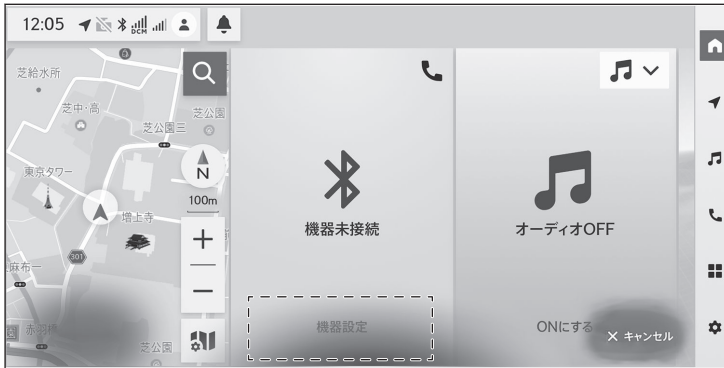 12:05
DCM
芝給水所
芝中・高
芝公園
芝公園三
東京タワー
N
100m
増上寺
301
麻布一
赤羽橋
芝公園
機器未接続
機器設定
オーディオOFF
ONにする
× キャンセル